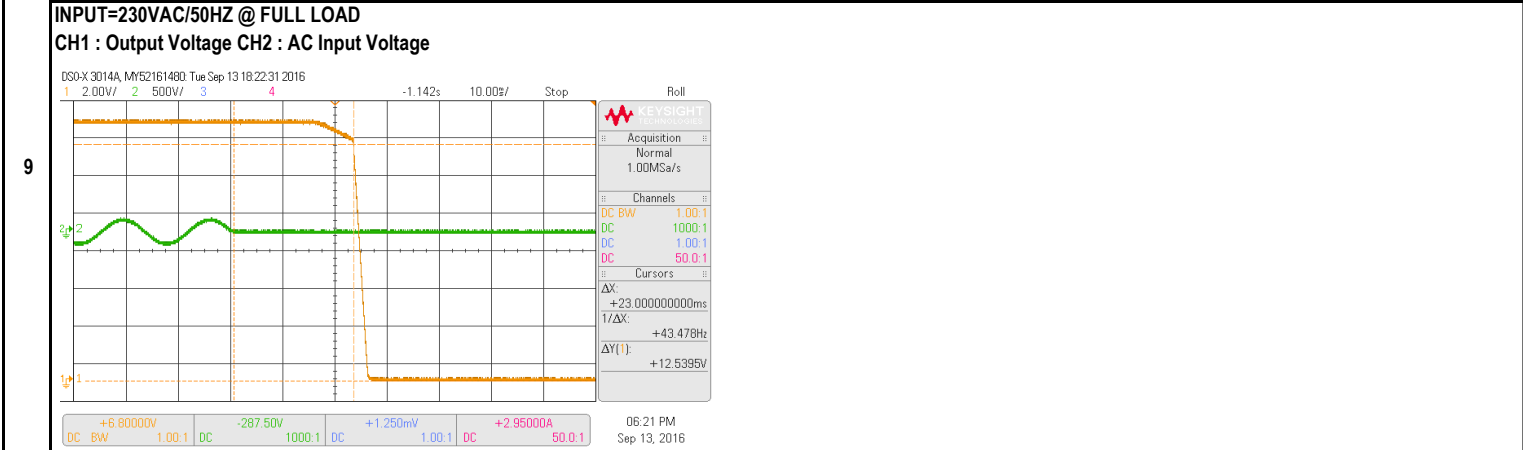 INPUT=230VAC/50HZ @ FULL LOAD
CH1 : Output Voltage CH2 : AC Input Voltage
DSO-X 3014A, MY52161480: Tue Sep 13 18:22:31 2016
1 2.00V/ 2 500V/ 3 4 -1.142s 10.00ms/ Stop Roll
KEYSIGHT
TECHNOLOGIES
Acquisition
Normal
1.00MSa/s
Channels
DC BW 1.00:1
DC 1000:1
DC 1.00:1
DC 50.0:1
Cursors
ΔX:
+23.000000000ms
1/ΔX:
+43.478Hz
ΔY(1):
+12.5395V
9
2 2
1 1
+6.80000V -287.50V +1.250mV +2.95000A
DC BW 1.00:1 DC 1000:1 DC 1.00:1 DC 50.0:1
06:21 PM
Sep 13, 2016